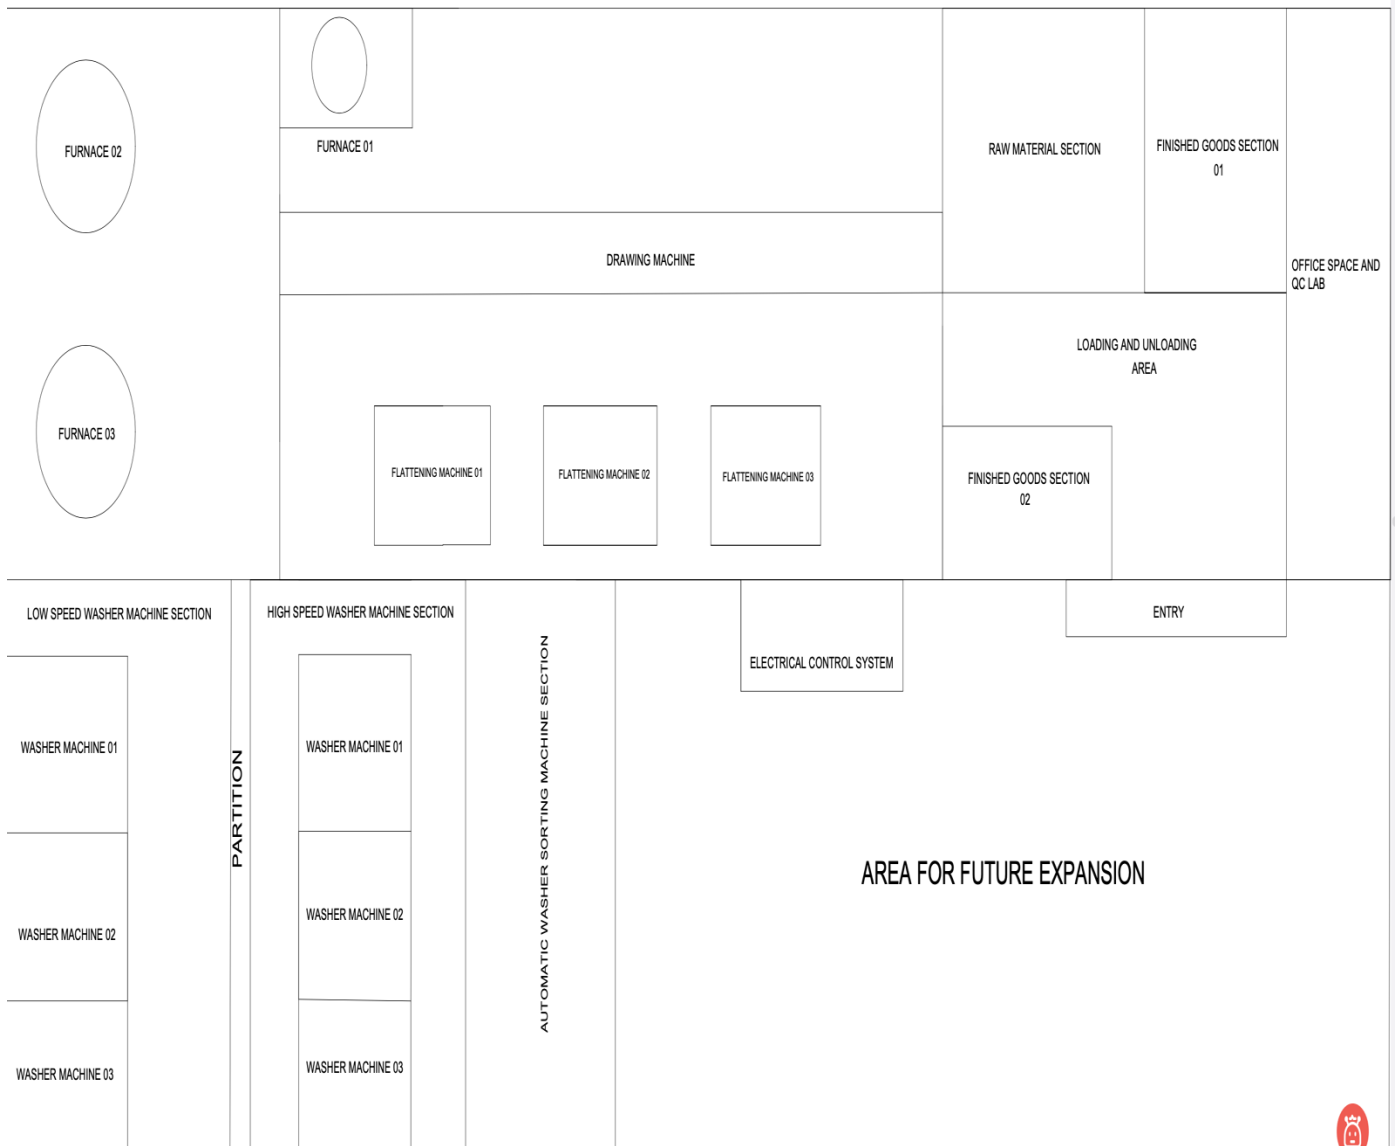 FURNACE 02
FURNACE 01
RAW MATERIAL SECTION
FINISHED GOODS SECTION
01
DRAWING MACHINE
OFFICE SPACE AND
QC LAB
LOADING AND UNLOADING
AREA
FURNACE 03
FLATTENING MACHINE 01
FLATTENING MACHINE 02
FLATTENING MACHINE 03
FINISHED GOODS SECTION
02
LOW SPEED WASHER MACHINE SECTION
HIGH SPEED WASHER MACHINE SECTION
AUTOMATIC WASHER SORTING MACHINE SECTION
ENTRY
ELECTRICAL CONTROL SYSTEM
WASHER MACHINE 01
PARTITION
WASHER MACHINE 01
AREA FOR FUTURE EXPANSION
WASHER MACHINE 02
WASHER MACHINE 02
WASHER MACHINE 03
WASHER MACHINE 03